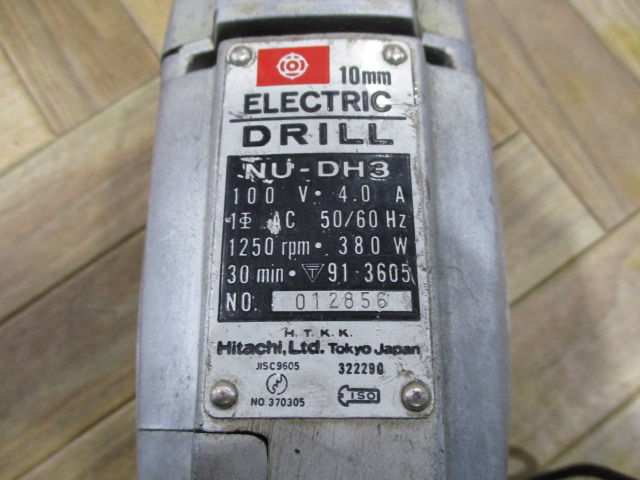 10mm
ELECTRIC
DRILL
NU-DH3
100 V · 4.0 A
1Φ AC 50/60 Hz
1250 rpm · 380 W
30 min · T 91-3605
NO. 012856
H.T.K.K.
Hitachi, Ltd. Tokyo Japan
JISC9605 322290
NO.370305 ISO